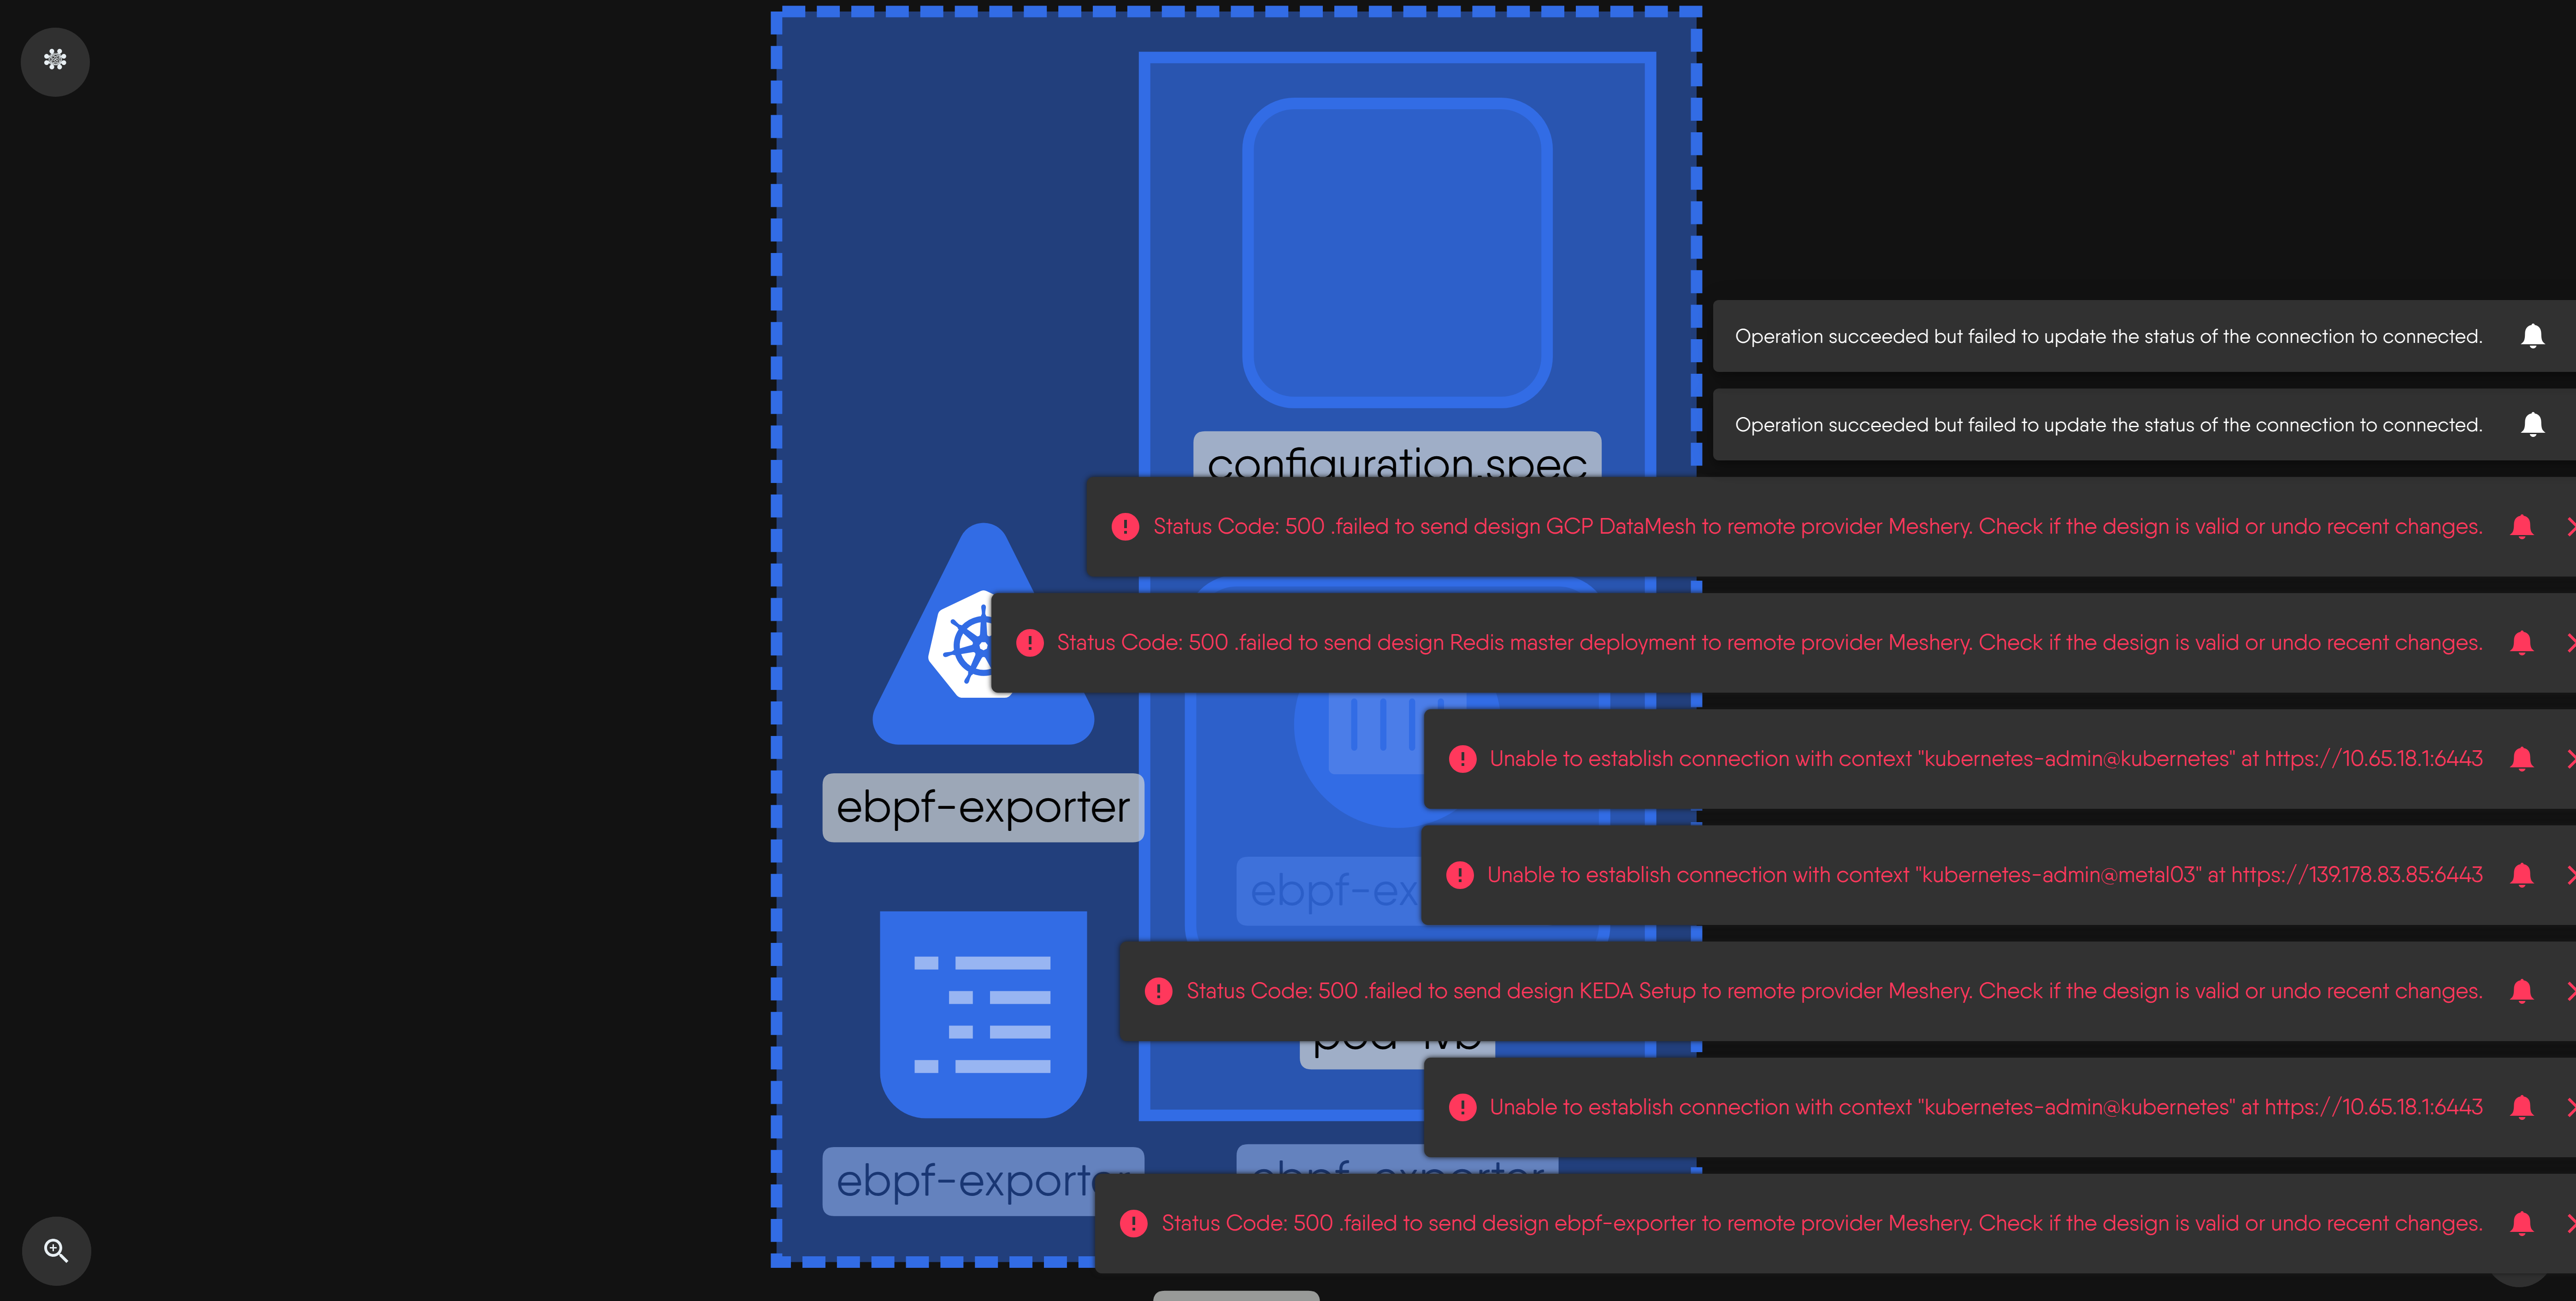 Operation succeeded but failed to update the status of the connection to connected.
Operation succeeded but failed to update the status of the connection to connected.
configuration.spec
Status Code: 500 .failed to send design GCP DataMesh to remote provider Meshery. Check if the design is valid or undo recent changes.
Status Code: 500 .failed to send design Redis master deployment to remote provider Meshery. Check if the design is valid or undo recent changes.
Unable to establish connection with context "kubernetes-admin@kubernetes" at https://10.65.18.1:6443
ebpf-exporter
Unable to establish connection with context "kubernetes-admin@metal03" at https://139.178.83.85:6443
ebpf-ex
Status Code: 500 .failed to send design KEDA Setup to remote provider Meshery. Check if the design is valid or undo recent changes.
Unable to establish connection with context "kubernetes-admin@kubernetes" at https://10.65.18.1:6443
ebpf-exporter
ebpf-exporter
Status Code: 500 .failed to send design ebpf-exporter to remote provider Meshery. Check if the design is valid or undo recent changes.